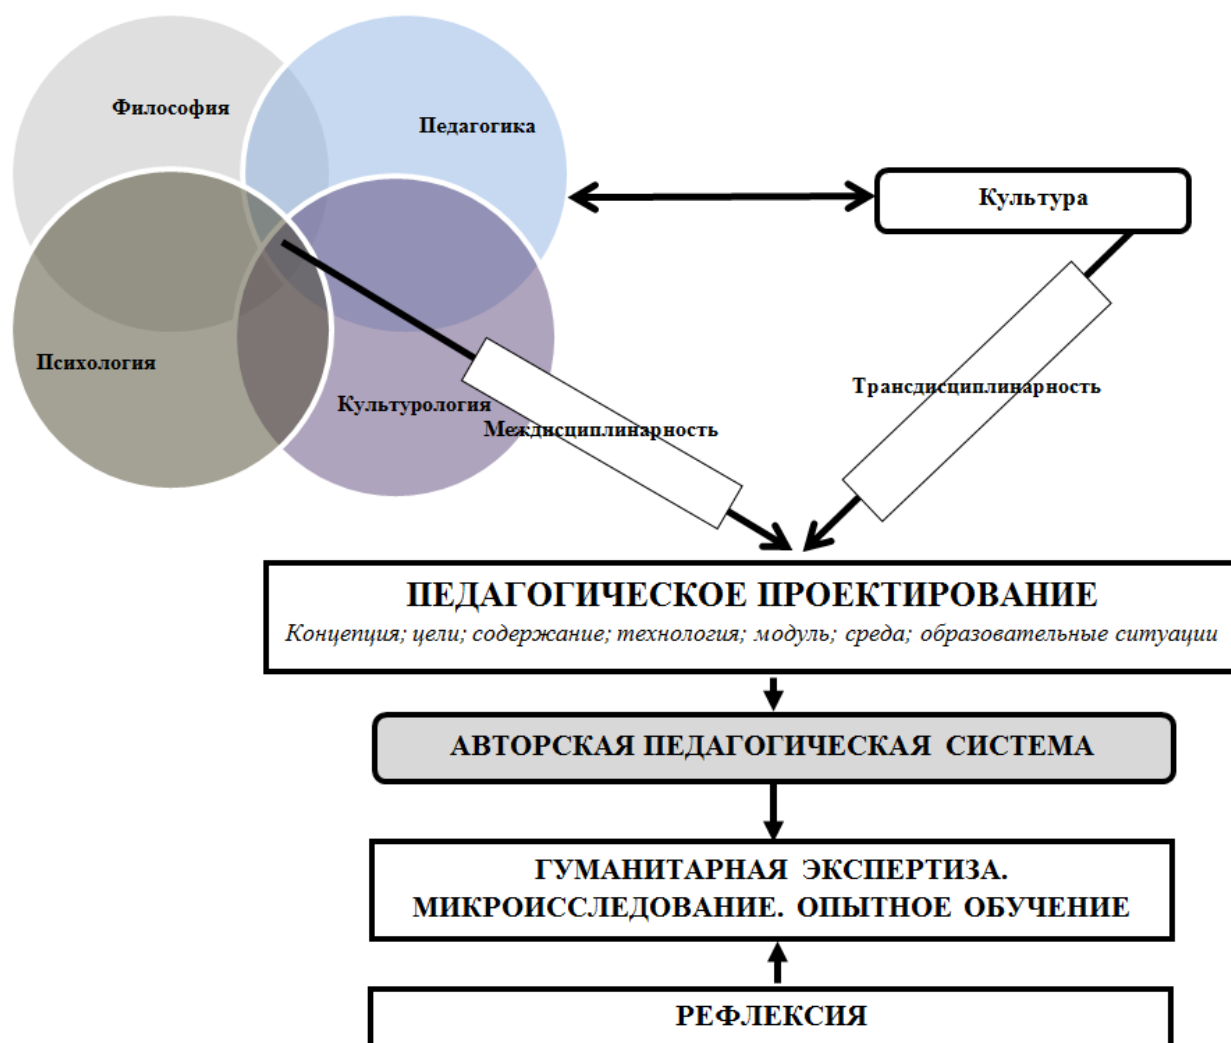 Философия
Педагогика
Культура
Психология
Трансдисциплинарность
Культурология
Междисциплинарность
ПЕДАГОГИЧЕСКОЕ ПРОЕКТИРОВАНИЕ
Концепция; цели; содержание; технология; модуль; среда; образовательные ситуации
АВТОРСКАЯ ПЕДАГОГИЧЕСКАЯ СИСТЕМА
ГУМАНИТАРНАЯ ЭКСПЕРТИЗА.
МИКРОИССЛЕДОВАНИЕ. ОПЫТНОЕ ОБУЧЕНИЕ
РЕФЛЕКСИЯ